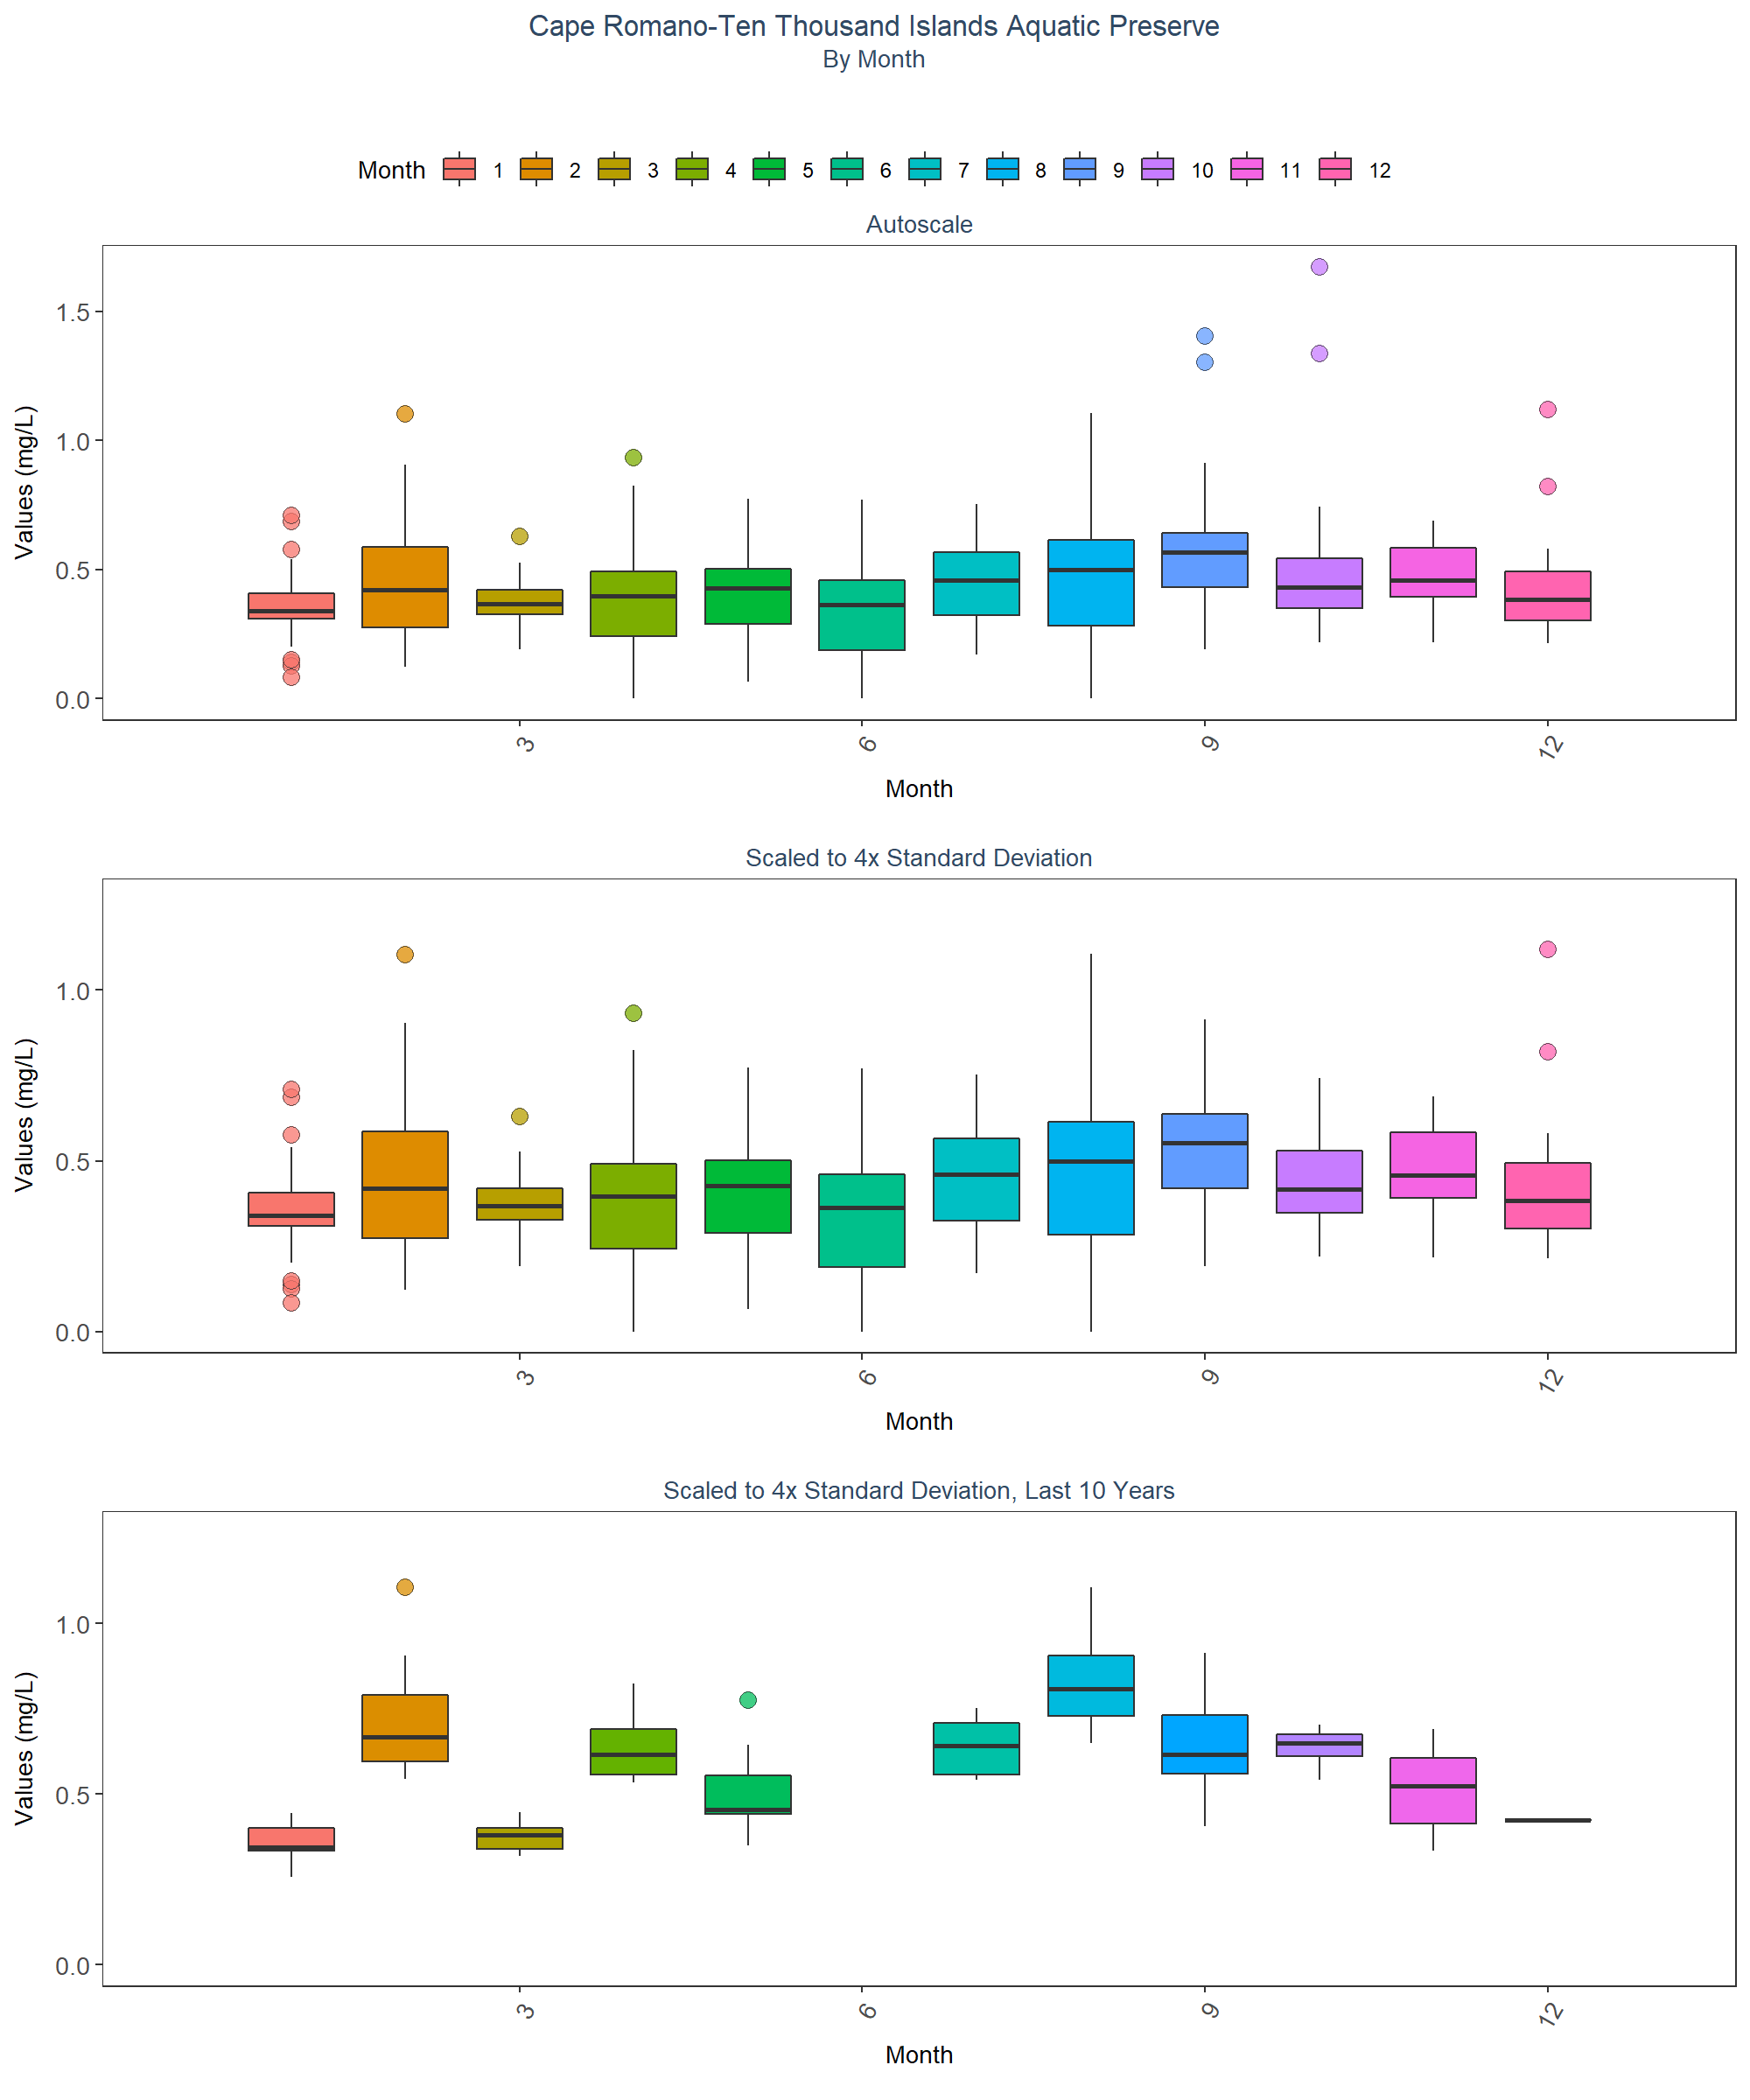 Cape Romano-Ten Thousand Islands Aquatic Preserve
By Month
Month 1 2 3 4 5 6 7 8 9 10 11 12
Autoscale
Values (mg/L)
1.5
1.0
0.5
0.0
3 6 9 12
Month
Scaled to 4x Standard Deviation
Values (mg/L)
1.0
0.5
0.0
3 6 9 12
Month
Scaled to 4x Standard Deviation, Last 10 Years
Values (mg/L)
1.0
0.5
0.0
3 6 9 12
Month